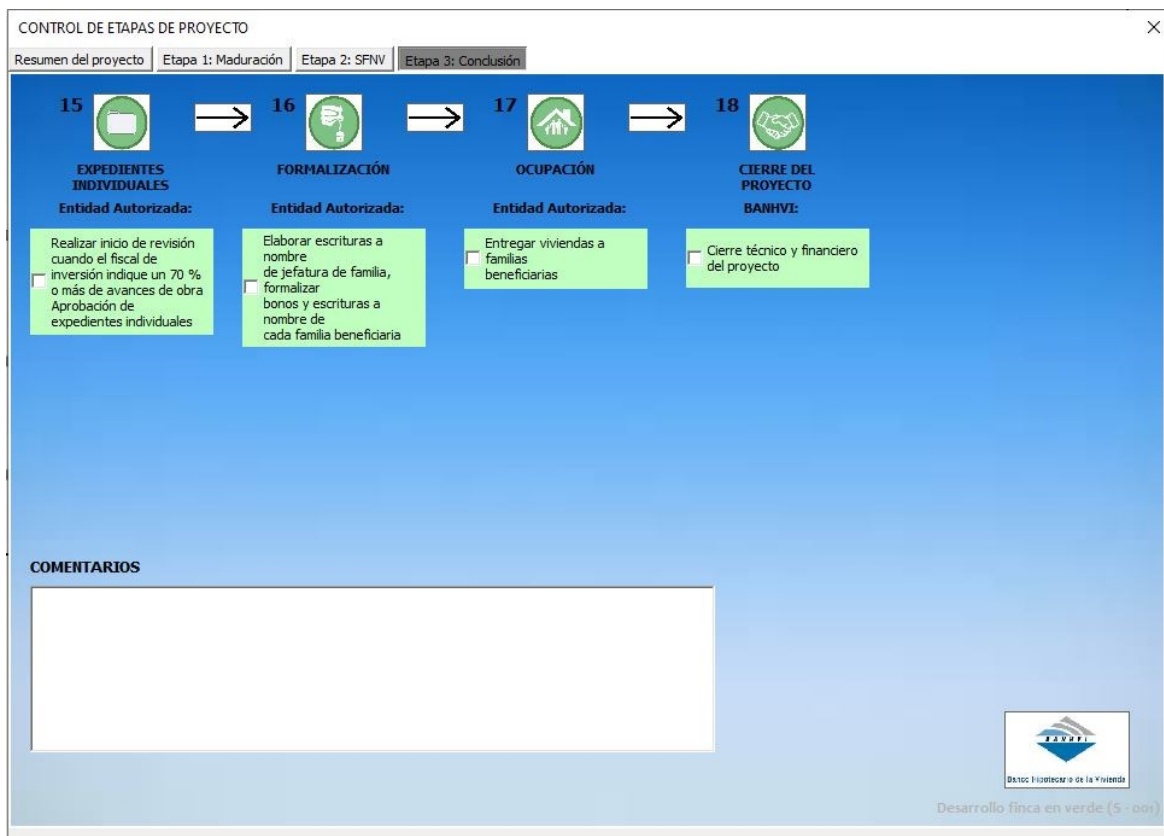 CONTROL DE ETAPAS DE PROYECTO
Resumen del proyecto
Etapa 1: Maduración
Etapa 2: SFNV
Etapa 3: Conclusión
15
16
17
18
EXPEDIENTES
INDIVIDUALES
FORMALIZACIÓN
OCUPACIÓN
CIERRE DEL
PROYECTO
Entidad Autorizada:
Entidad Autorizada:
Entidad Autorizada:
BANHVI:
Realizar inicio de revisión
cuando el fiscal de
inversión indique un 70 %
o más de avances de obra
Aprobación de
expedientes individuales
Elaborar escrituras a
nombre
de jefatura de familia,
formalizar
bonos y escrituras a
nombre de
cada familia beneficiaria
Entregar viviendas a
familias
beneficiarias
Cierre técnico y financiero
del proyecto
COMENTARIOS
BANHVI
Banco Hipotecario de la Vivienda
Desarrollo finca en verde (S - 001)